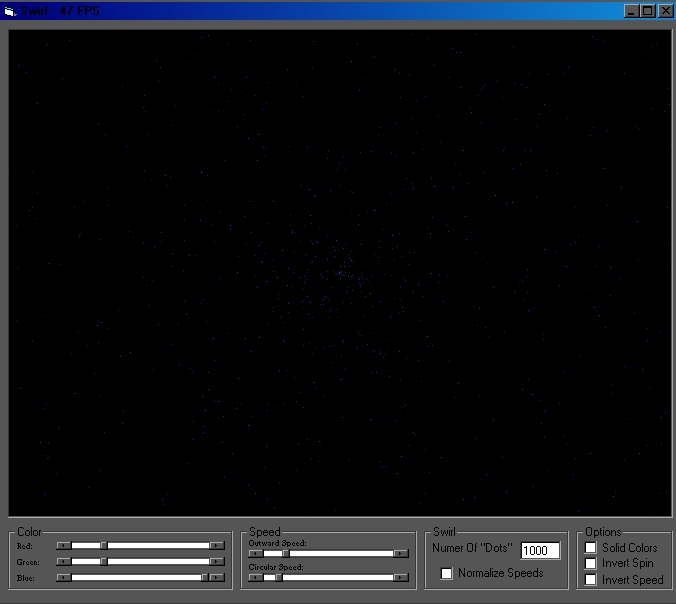 Swirl - 47 FPS
Color
Red:
Green:
Blue:
Speed
Outward Speed:
Circular Speed:
Swirl
Numer Of "Dots" 1000
Normalize Speeds
Options
Solid Colors
Invert Spin
Invert Speed